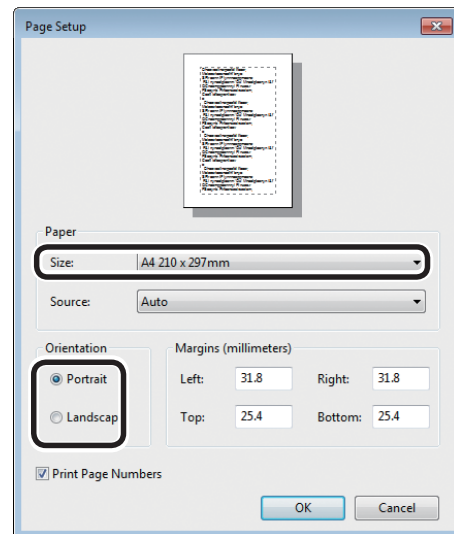 Page Setup
Paper
Size: A4 210 x 297mm
Source: Auto
Orientation
Margins (millimeters)
Portrait
Left: 31.8 Right: 31.8
Landscap
Top: 25.4 Bottom: 25.4
Print Page Numbers
OK Cancel